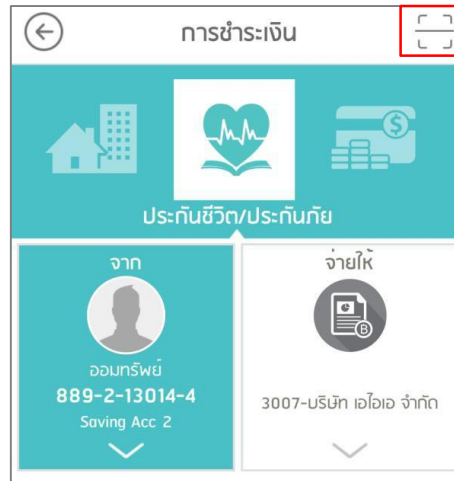 การชำระเงิน
ประกันชีวิต/ประกันภัย
จาก
ออมทรัพย์
889-2-13014-4
Saving Acc 2
จ่ายให้
3007-บริษัท เอไอเอ จำกัด